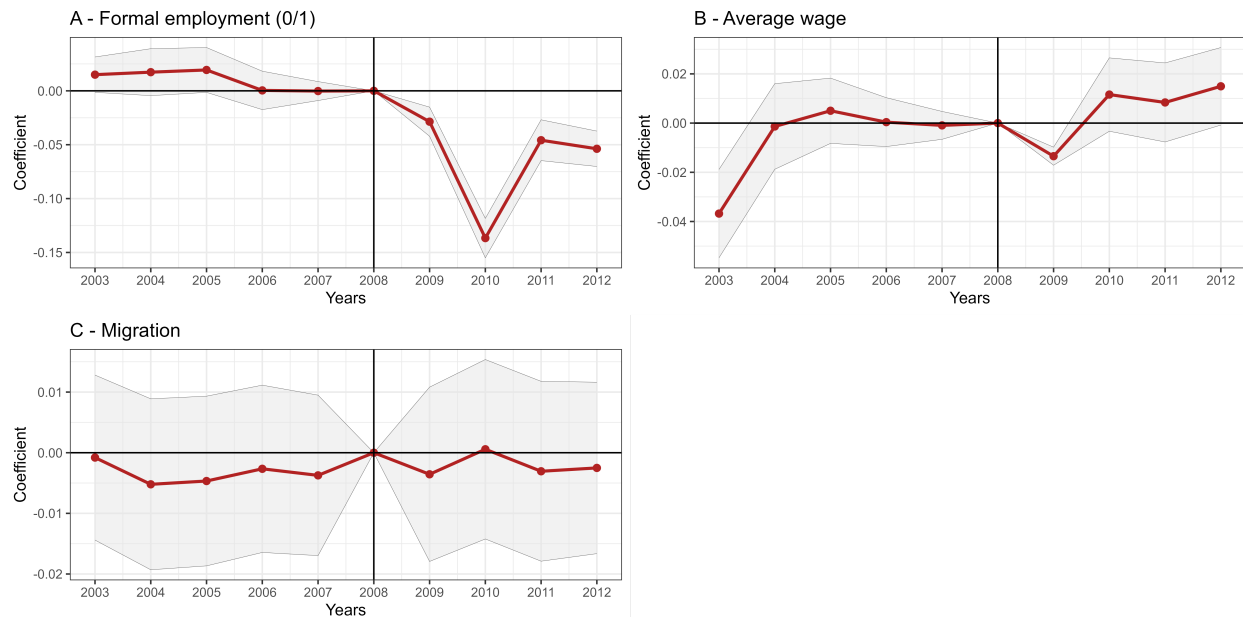 A - Formal employment (0/1)
0.00
-0.05
-0.10
-0.15
Coefficient
2003 2004 2005 2006 2007 2008 2009 2010 2011 2012
Years
B - Average wage
0.02
0.00
-0.02
-0.04
Coefficient
2003 2004 2005 2006 2007 2008 2009 2010 2011 2012
Years
C - Migration
0.01
0.00
-0.01
-0.02
Coefficient
2003 2004 2005 2006 2007 2008 2009 2010 2011 2012
Years